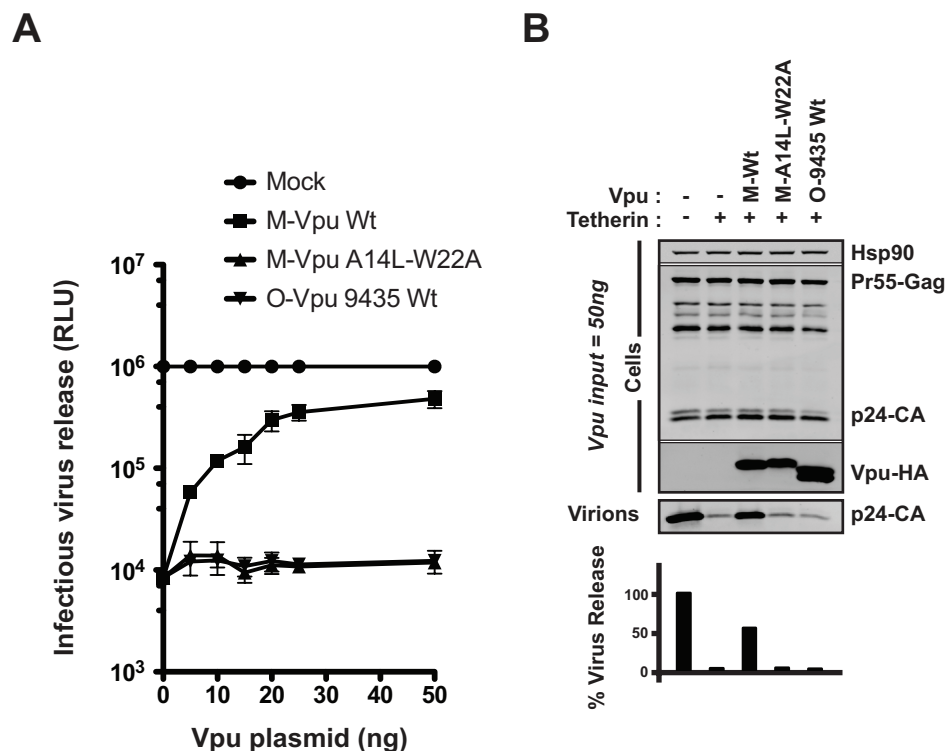 A
Mock
M-Vpu Wt
M-Vpu A14L-W22A
O-Vpu 9435 Wt
Infectious virus release (RLU)
10⁷
10⁶
10⁵
10⁴
10³
0 10 20 30 40 50
Vpu plasmid (ng)
B
Vpu : - - M-Wt M-A14L-W22A O-9435 Wt
Tetherin : - + + + +
Vpu input = 50ng
Cells
Hsp90
Pr55-Gag
p24-CA
Vpu-HA
Virions p24-CA
% Virus Release
100
50
0